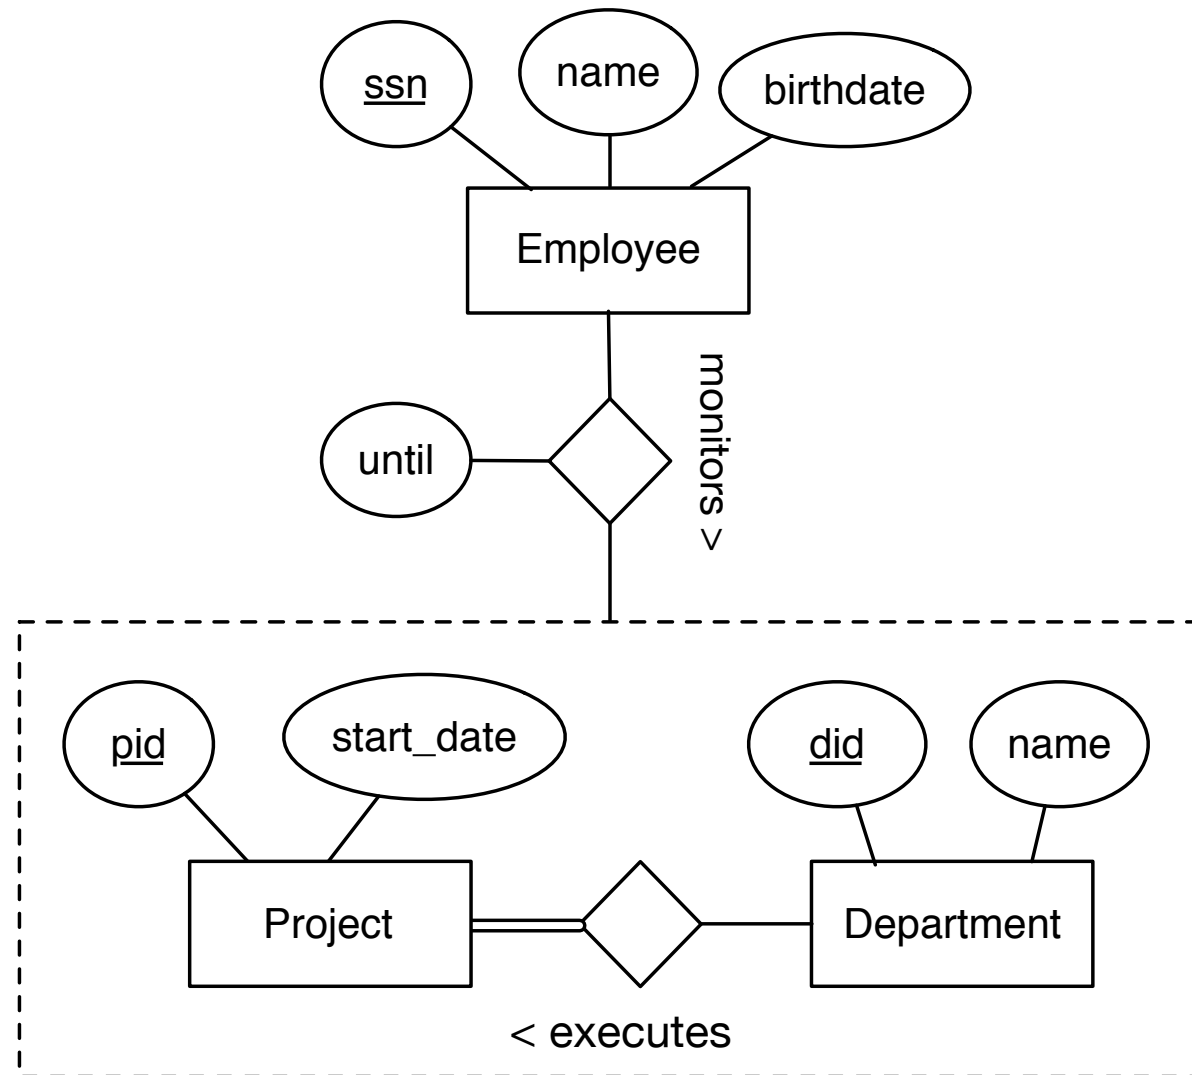 ssn
name
birthdate
Employee
monitors >
until
pid
start_date
did
name
Project
Department
< executes